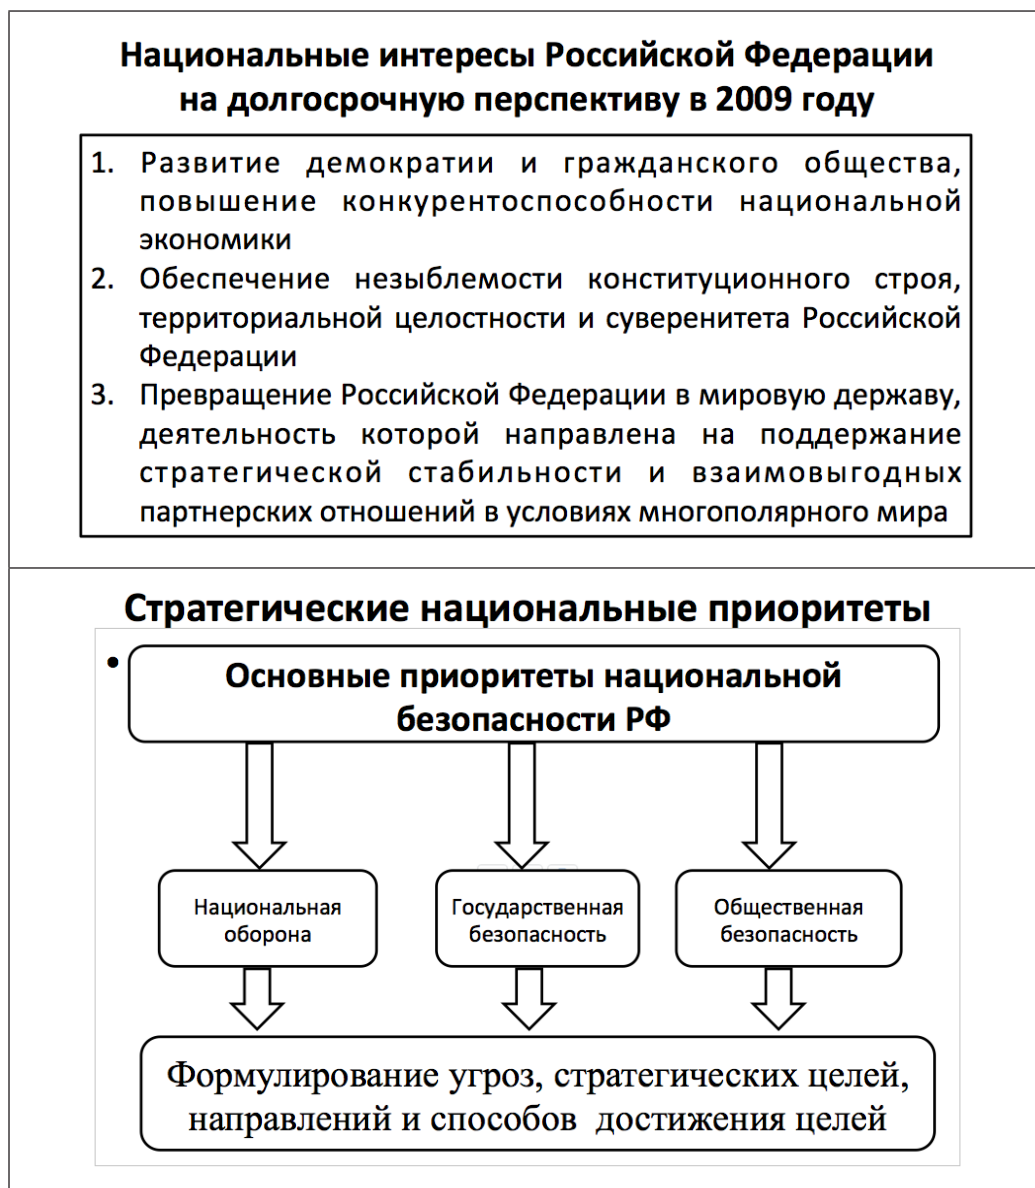 Национальные интересы Российской Федерации
на долгосрочную перспективу в 2009 году
1. Развитие демократии и гражданского общества,
повышение конкурентоспособности национальной
экономики
2. Обеспечение незыблемости конституционного строя,
территориальной целостности и суверенитета Российской
Федерации
3. Превращение Российской Федерации в мировую державу,
деятельность которой направлена на поддержание
стратегической стабильности и взаимовыгодных
партнерских отношений в условиях многополярного мира
Стратегические национальные приоритеты
• Основные приоритеты национальной
безопасности РФ
Национальная
оборона
Государственная
безопасность
Общественная
безопасность
Формулирование угроз, стратегических целей,
направлений и способов достижения целей